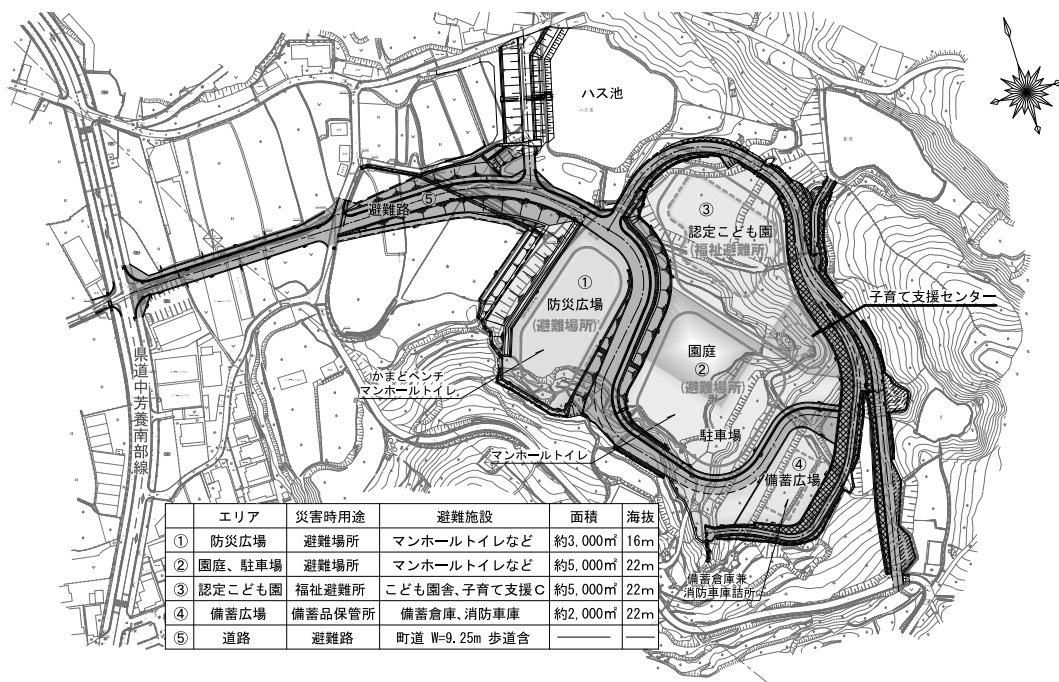 ハス池
ハス池
避難路 ⑤
③
認定こども園
(福祉避難所)
①
防災広場
(避難場所)
子育て支援センター
園庭
②
(避難場所)
かまどベンチ
マンホールトイレ
県道中芳養南部線
駐車場
マンホールトイレ
④
備蓄広場
備蓄倉庫兼
消防車庫詰所
エリア 災害時用途 避難施設 面積 海抜
① 防災広場 避難場所 マンホールトイレなど 約3,000㎡ 16m
② 園庭、駐車場 避難場所 マンホールトイレなど 約5,000㎡ 22m
③ 認定こども園 福祉避難所 こども園舎、子育て支援C 約5,000㎡ 22m
④ 備蓄広場 備蓄品保管所 備蓄倉庫、消防車庫 約2,000㎡ 22m
⑤ 道路 避難路 町道 W=9.25m 歩道含 ――― ――